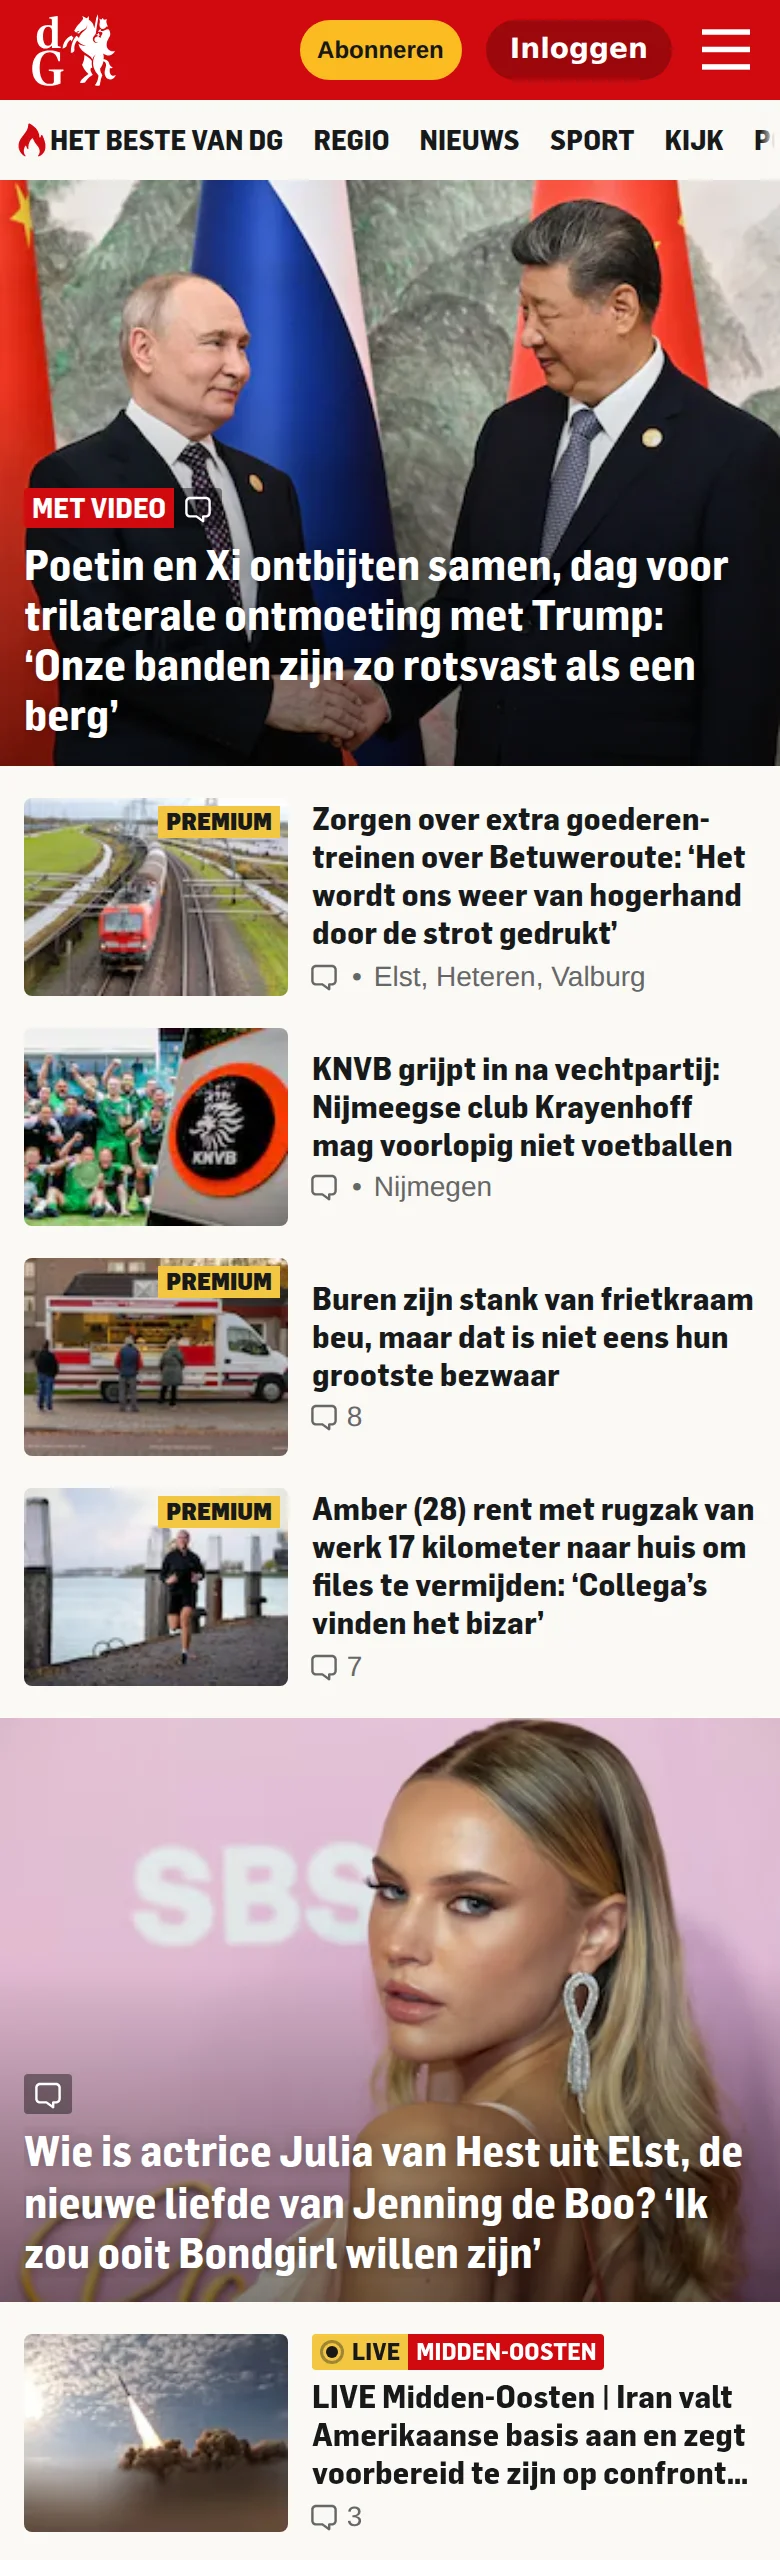 dG
Abonneren
Inloggen
HET BESTE VAN DG REGIO NIEUWS SPORT KIJK
MET VIDEO
Poetin en Xi ontbijten samen, dag voor
trilaterale ontmoeting met Trump:
‘Onze banden zijn zo rotsvast als een
berg’
PREMIUM
Zorgen over extra goederen-
treinen over Betuweroute: ‘Het
wordt ons weer van hogerhand
door de strot gedrukt’
• Elst, Heteren, Valburg
KNVB
KNVB grijpt in na vechtpartij:
Nijmeegse club Krayenhoff
mag voorlopig niet voetballen
• Nijmegen
PREMIUM
Buren zijn stank van frietkraam
beu, maar dat is niet eens hun
grootste bezwaar
8
PREMIUM
Amber (28) rent met rugzak van
werk 17 kilometer naar huis om
files te vermijden: ‘Collega’s
vinden het bizar’
7
SBS
Wie is actrice Julia van Hest uit Elst, de
nieuwe liefde van Jenning de Boo? ‘Ik
zou ooit Bondgirl willen zijn’
LIVE MIDDEN-OOSTEN
LIVE Midden-Oosten | Iran valt
Amerikaanse basis aan en zegt
voorbereid te zijn op confront...
3